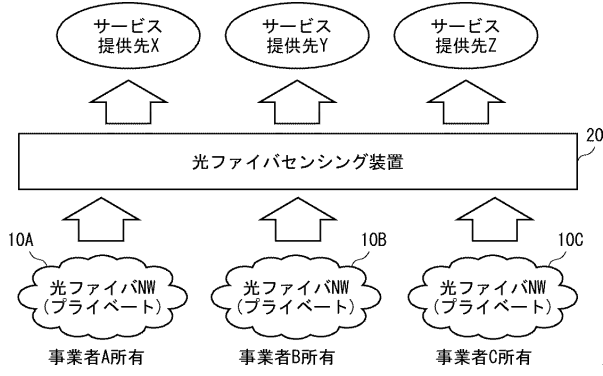 サービス
提供先X
サービス
提供先Y
サービス
提供先Z
光ファイバセンシング装置
20
10A
光ファイバNW
(プライベート)
事業者A所有
10B
光ファイバNW
(プライベート)
事業者B所有
10C
光ファイバNW
(プライベート)
事業者C所有